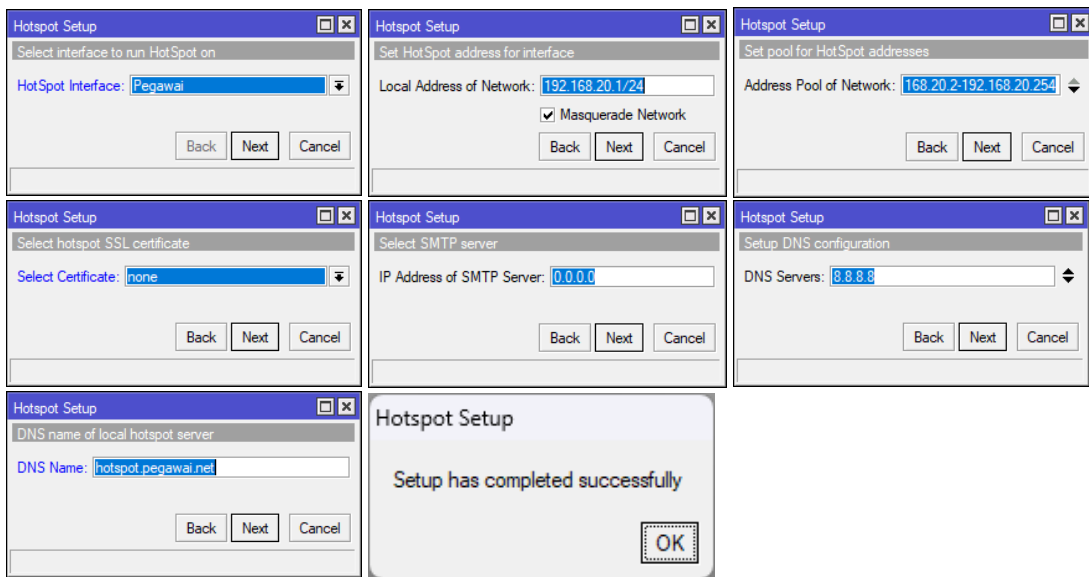 Hotspot Setup
Select interface to run HotSpot on
HotSpot Interface: Pegawai
Back Next Cancel
Hotspot Setup
Set HotSpot address for interface
Local Address of Network: 192.168.20.1/24
Masquerade Network
Back Next Cancel
Hotspot Setup
Set pool for HotSpot addresses
Address Pool of Network: 168.20.2-192.168.20.254
Back Next Cancel
Hotspot Setup
Select hotspot SSL certificate
Select Certificate: none
Back Next Cancel
Hotspot Setup
Select SMTP server
IP Address of SMTP Server: 0.0.0.0
Back Next Cancel
Hotspot Setup
Setup DNS configuration
DNS Servers: 8.8.8.8
Back Next Cancel
Hotspot Setup
DNS name of local hotspot server
DNS Name: hotspot.pegawai.net
Back Next Cancel
Hotspot Setup
Setup has completed successfully
OK